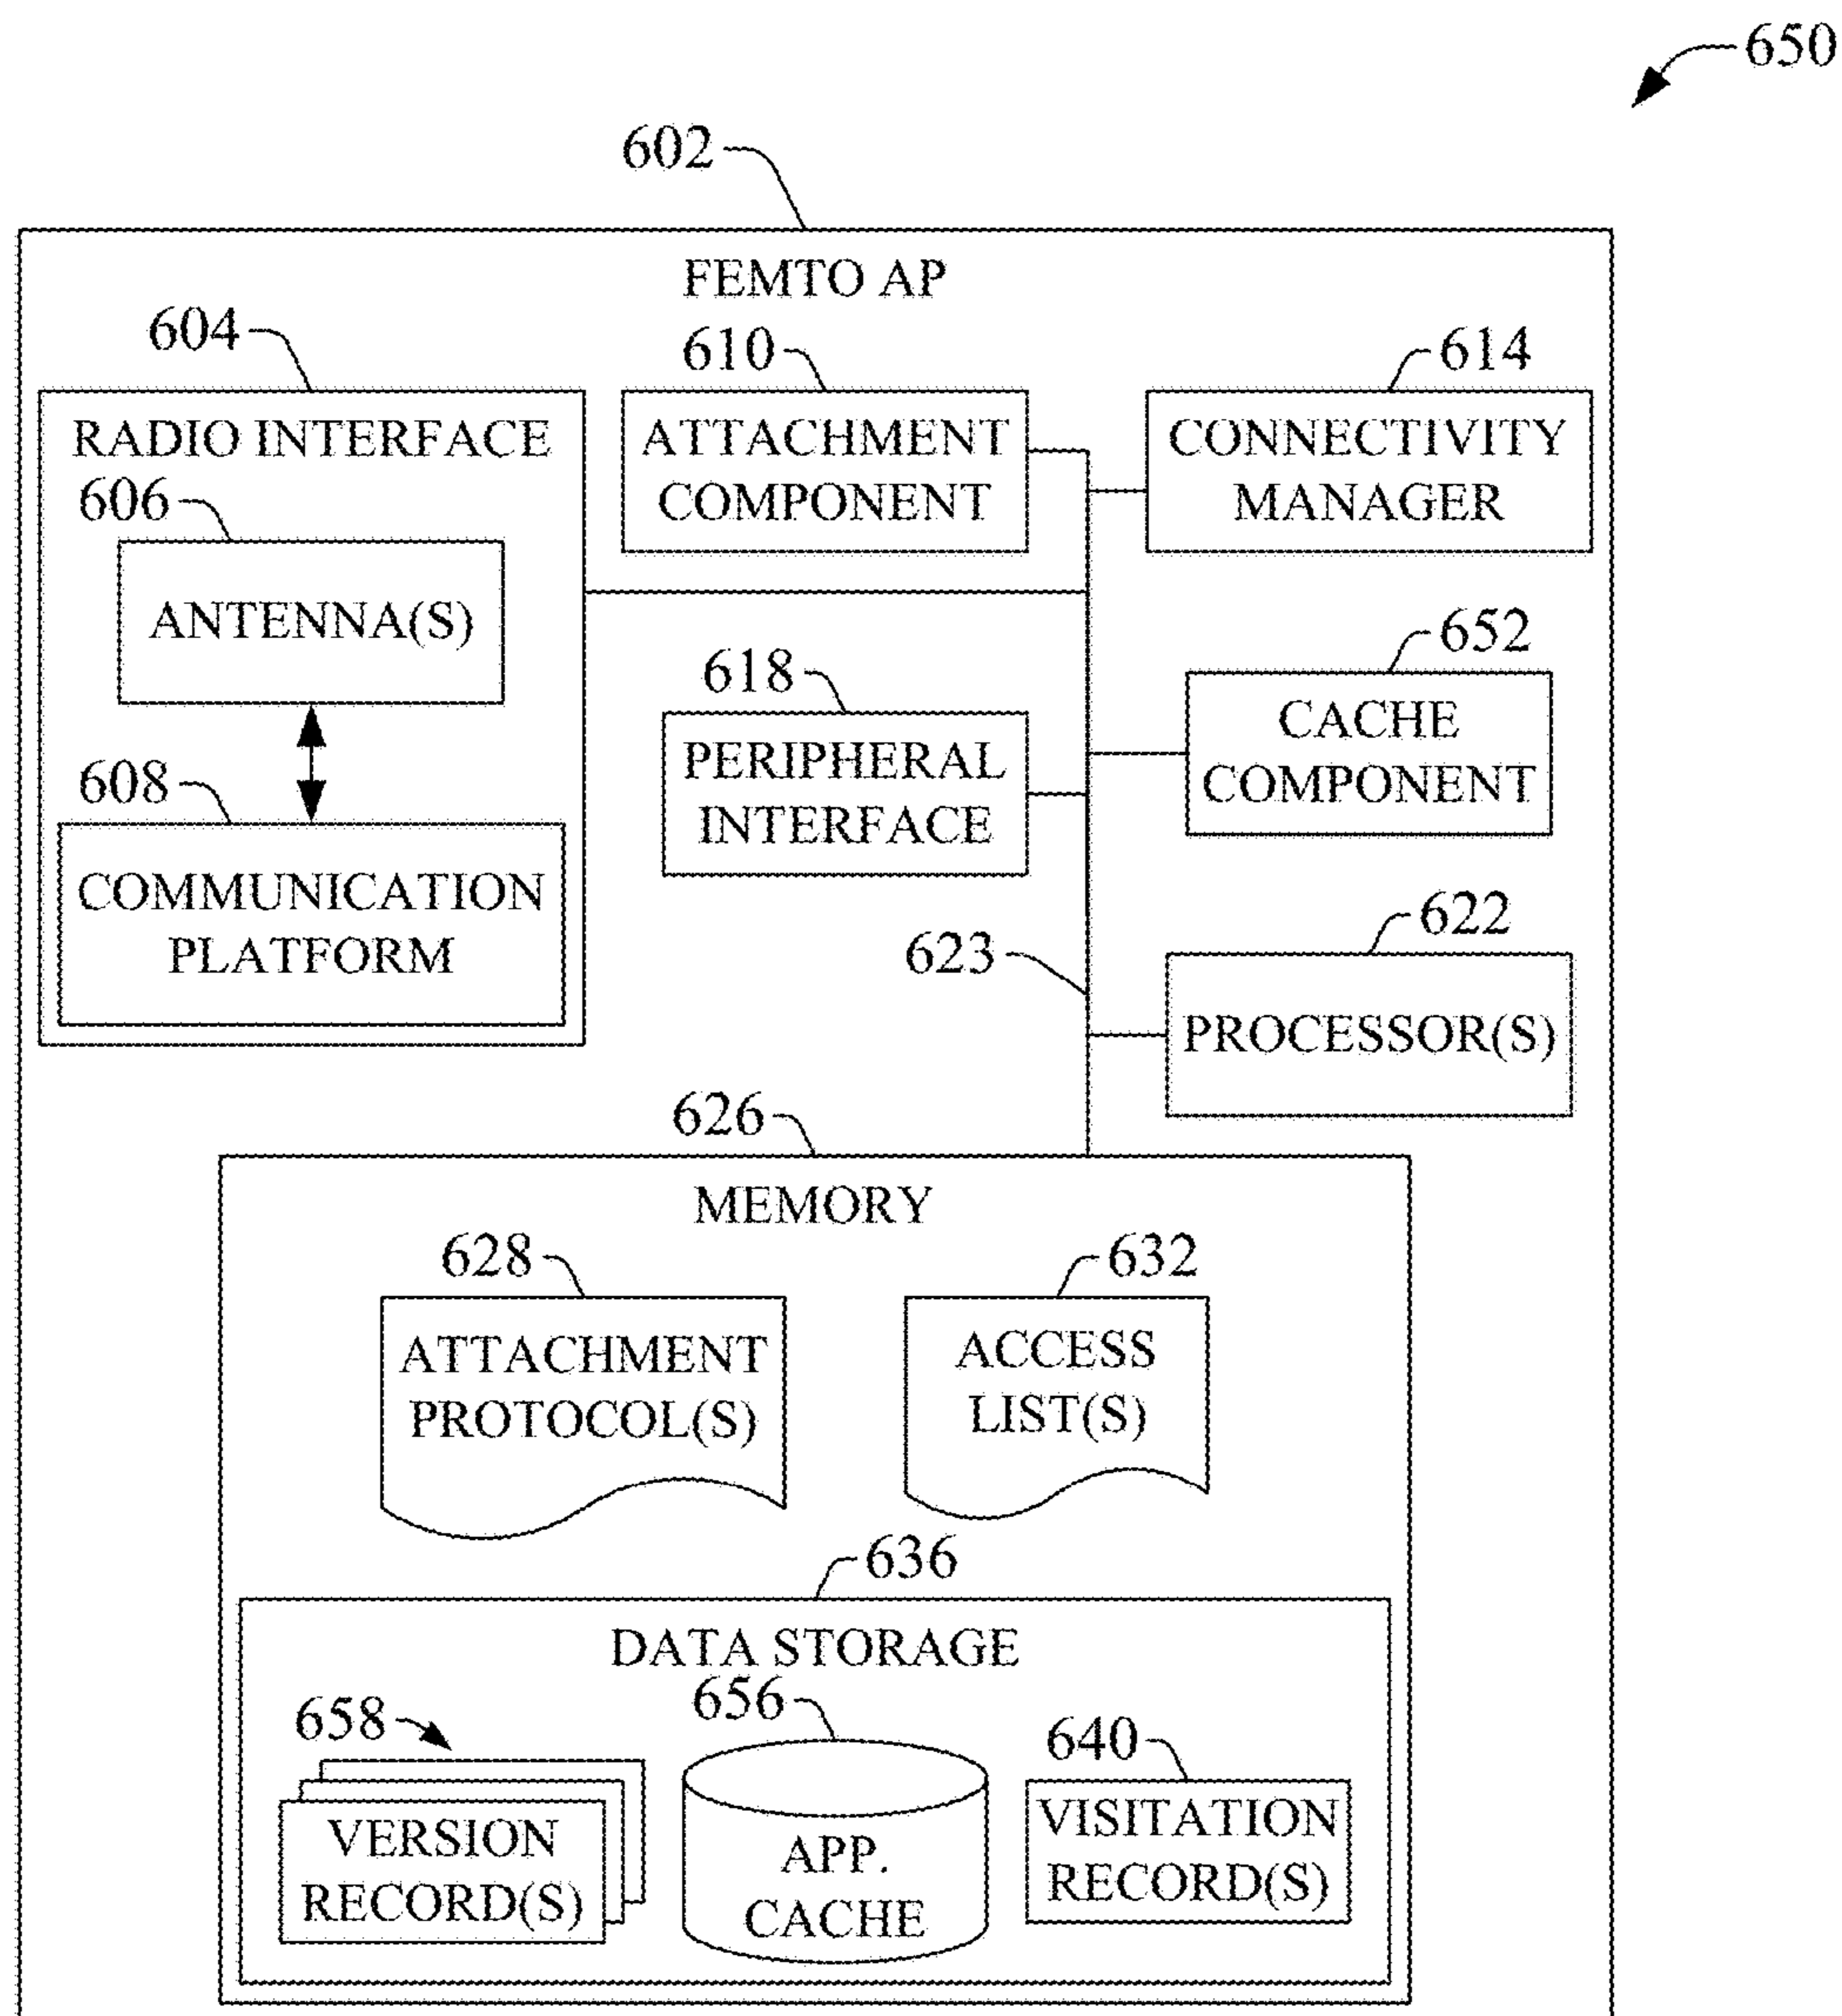 650
602
FEMTO AP
604
610
614
RADIO INTERFACE
ATTACHMENT
COMPONENT
CONNECTIVITY
MANAGER
606
ANTENNA(S)
652
618
CACHE
COMPONENT
PERIPHERAL
INTERFACE
608
COMMUNICATION
PLATFORM
622
623
PROCESSOR(S)
626
MEMORY
628
632
ATTACHMENT
PROTOCOL(S)
ACCESS
LIST(S)
636
DATA STORAGE
658
656
640
VERSION
RECORD(S)
APP.
CACHE
VISITATION
RECORD(S)